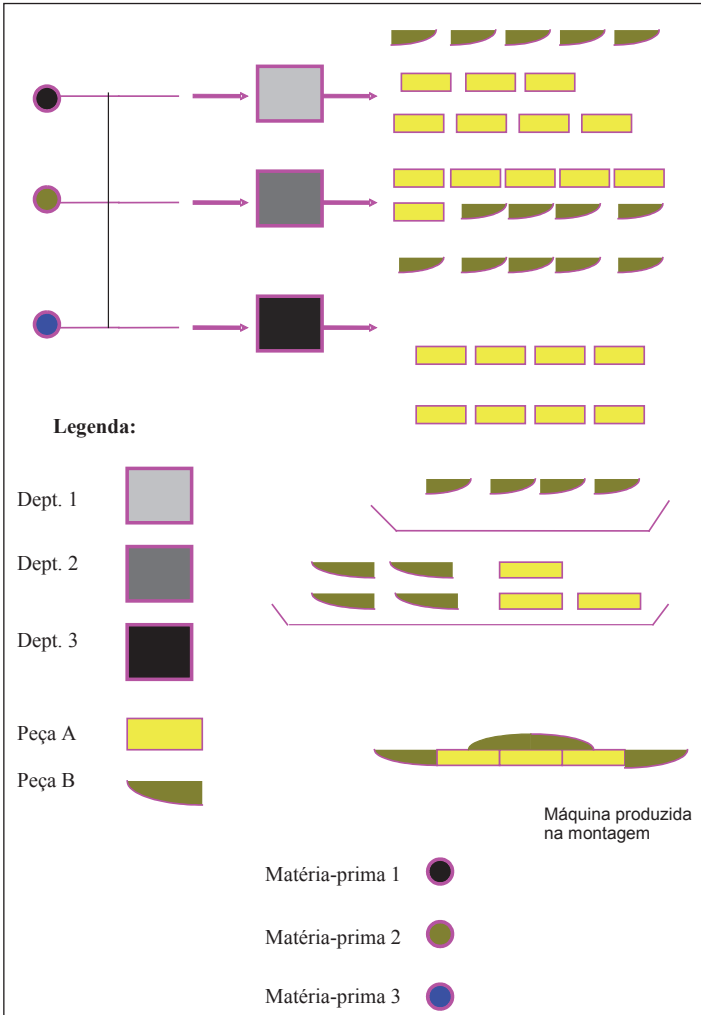 Legenda:
Dept. 1
Dept. 2
Dept. 3
Peça A
Peça B
Máquina produzida
na montagem
Matéria-prima 1
Matéria-prima 2
Matéria-prima 3